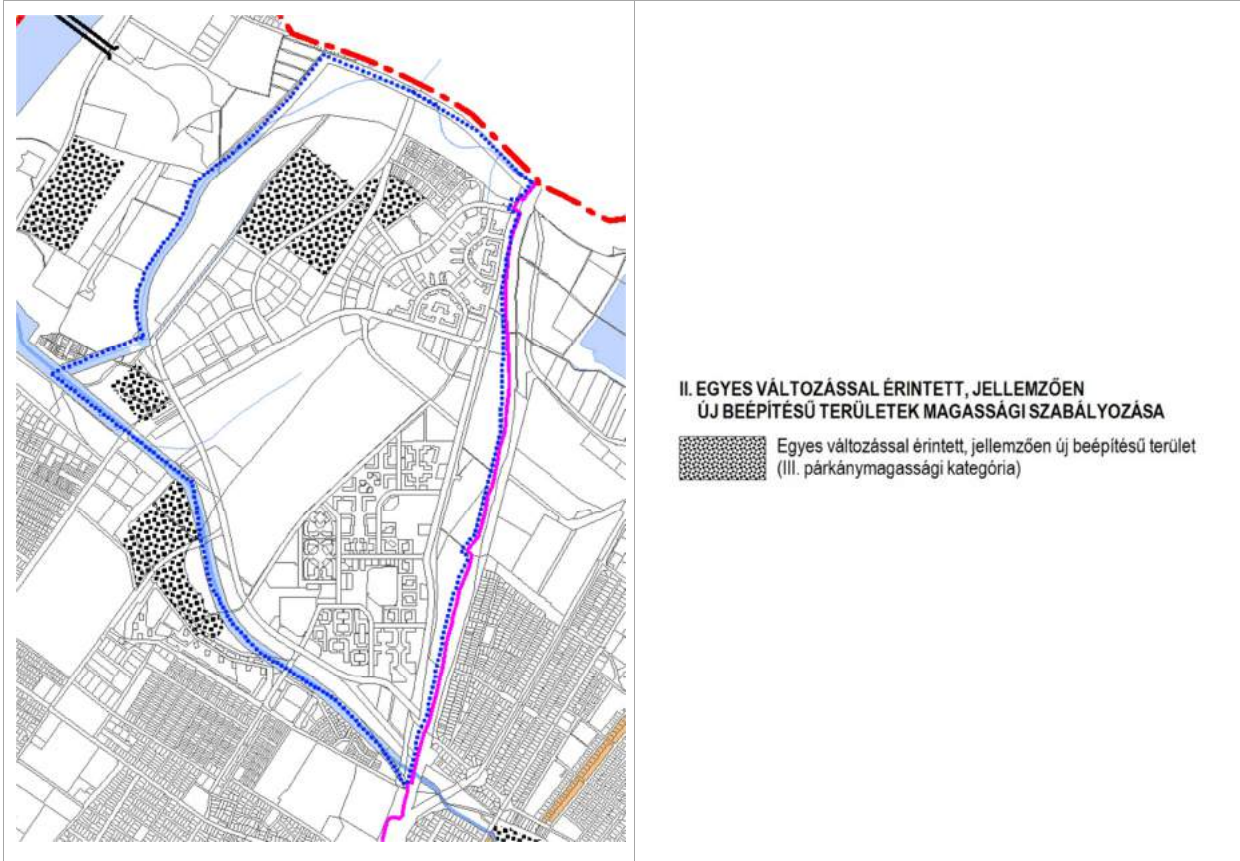 II. EGYES VÁLTOZÁSSAL ÉRINTETT, JELLEMZŐEN
ÚJ BEÉPÍTÉSŰ TERÜLETEK MAGASSÁGI SZABÁLYOZÁSA
Egyes változással érintett, jellemzően új beépítésű terület
(III. párkánymagassági kategória)